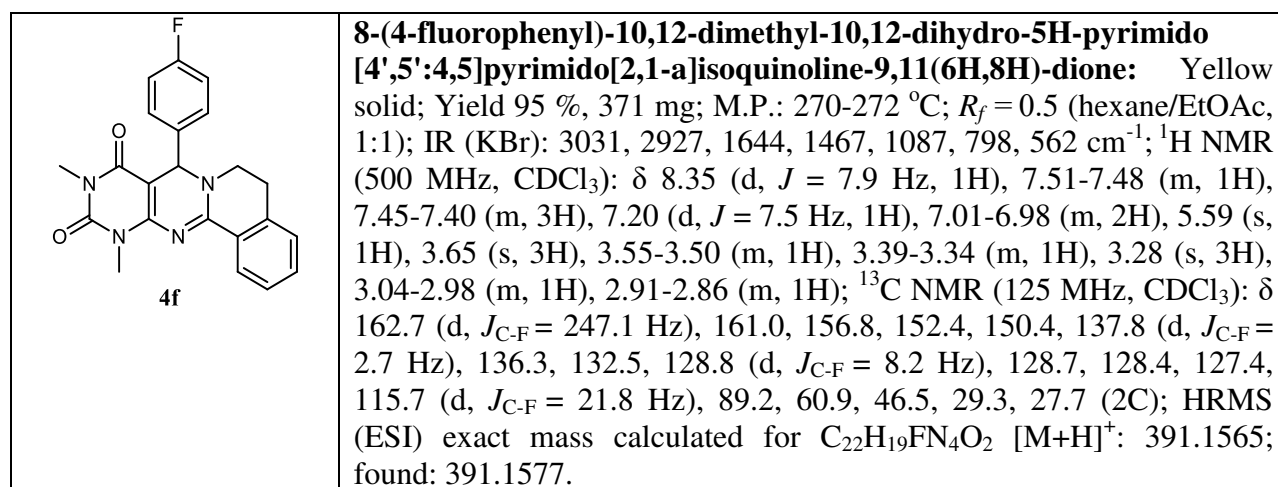 F
O
N
N
O
N
N
4f
8-(4-fluorophenyl)-10,12-dimethyl-10,12-dihydro-5H-pyrimido
[4',5':4,5]pyrimido[2,1-a]isoquinoline-9,11(6H,8H)-dione: Yellow
solid; Yield 95 %, 371 mg; M.P.: 270-272 °C; Rf = 0.5 (hexane/EtOAc,
1:1); IR (KBr): 3031, 2927, 1644, 1467, 1087, 798, 562 cm-1; 1H NMR
(500 MHz, CDCl3): δ 8.35 (d, J = 7.9 Hz, 1H), 7.51-7.48 (m, 1H),
7.45-7.40 (m, 3H), 7.20 (d, J = 7.5 Hz, 1H), 7.01-6.98 (m, 2H), 5.59 (s,
1H), 3.65 (s, 3H), 3.55-3.50 (m, 1H), 3.39-3.34 (m, 1H), 3.28 (s, 3H),
3.04-2.98 (m, 1H), 2.91-2.86 (m, 1H); 13C NMR (125 MHz, CDCl3): δ
162.7 (d, JC-F = 247.1 Hz), 161.0, 156.8, 152.4, 150.4, 137.8 (d, JC-F =
2.7 Hz), 136.3, 132.5, 128.8 (d, JC-F = 8.2 Hz), 128.7, 128.4, 127.4,
115.7 (d, JC-F = 21.8 Hz), 89.2, 60.9, 46.5, 29.3, 27.7 (2C); HRMS
(ESI) exact mass calculated for C22H19FN4O2 [M+H]+: 391.1565;
found: 391.1577.